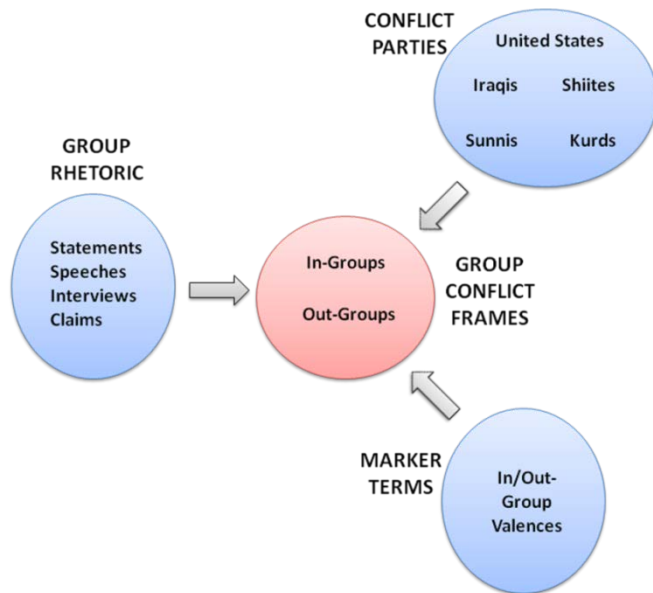 CONFLICT
PARTIES
United States
Iraqis Shiites
Sunnis Kurds
GROUP
RHETORIC
Statements
Speeches
Interviews
Claims
In-Groups
Out-Groups
GROUP
CONFLICT
FRAMES
MARKER
TERMS
In/Out-
Group
Valences